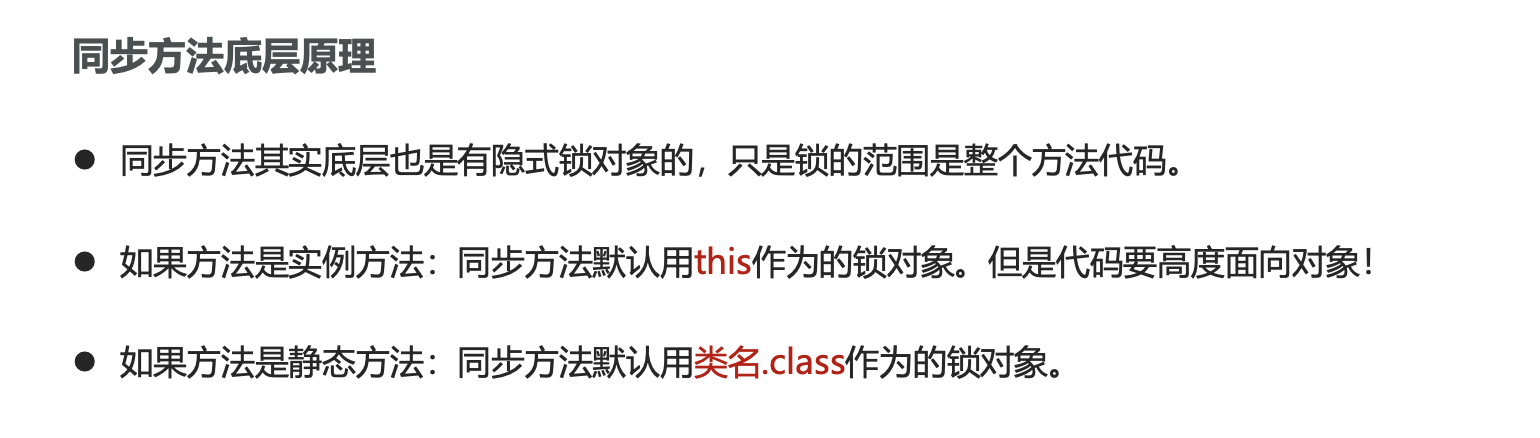 同步方法底层原理
● 同步方法其实底层也是有隐式锁对象的，只是锁的范围是整个方法代码。
● 如果方法是实例方法：同步方法默认用this作为的锁对象。但是代码要高度面向对象！
● 如果方法是静态方法：同步方法默认用类名.class作为的锁对象。